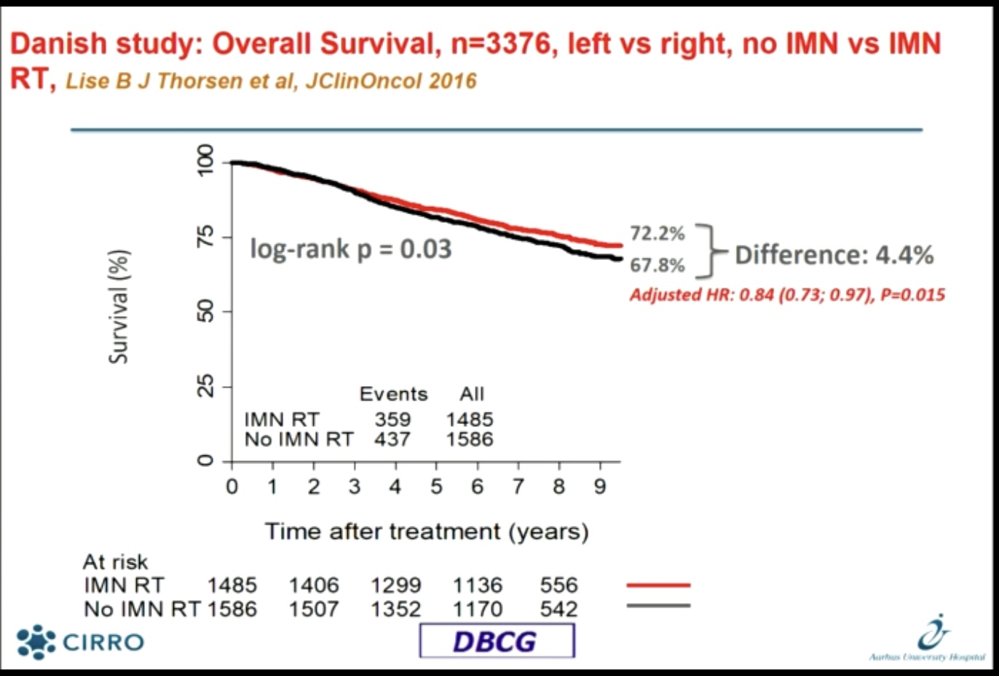 Danish study: Overall Survival, n=3376, left vs right, no IMN vs IMN
RT, Lise B J Thorsen et al, JClinOncol 2016
100
75
50
25
0
Survival (%)
log-rank p = 0.03
72.2%
67.8%
Difference: 4.4%
Adjusted HR: 0.84 (0.73; 0.97), P=0.015
Events All
IMN RT 359 1485
No IMN RT 437 1586
0 1 2 3 4 5 6 7 8 9
Time after treatment (years)
At risk
IMN RT 1485 1406 1299 1136 556
No IMN RT 1586 1507 1352 1170 542
CIRRO
DBCG
Aarhus University Hospital